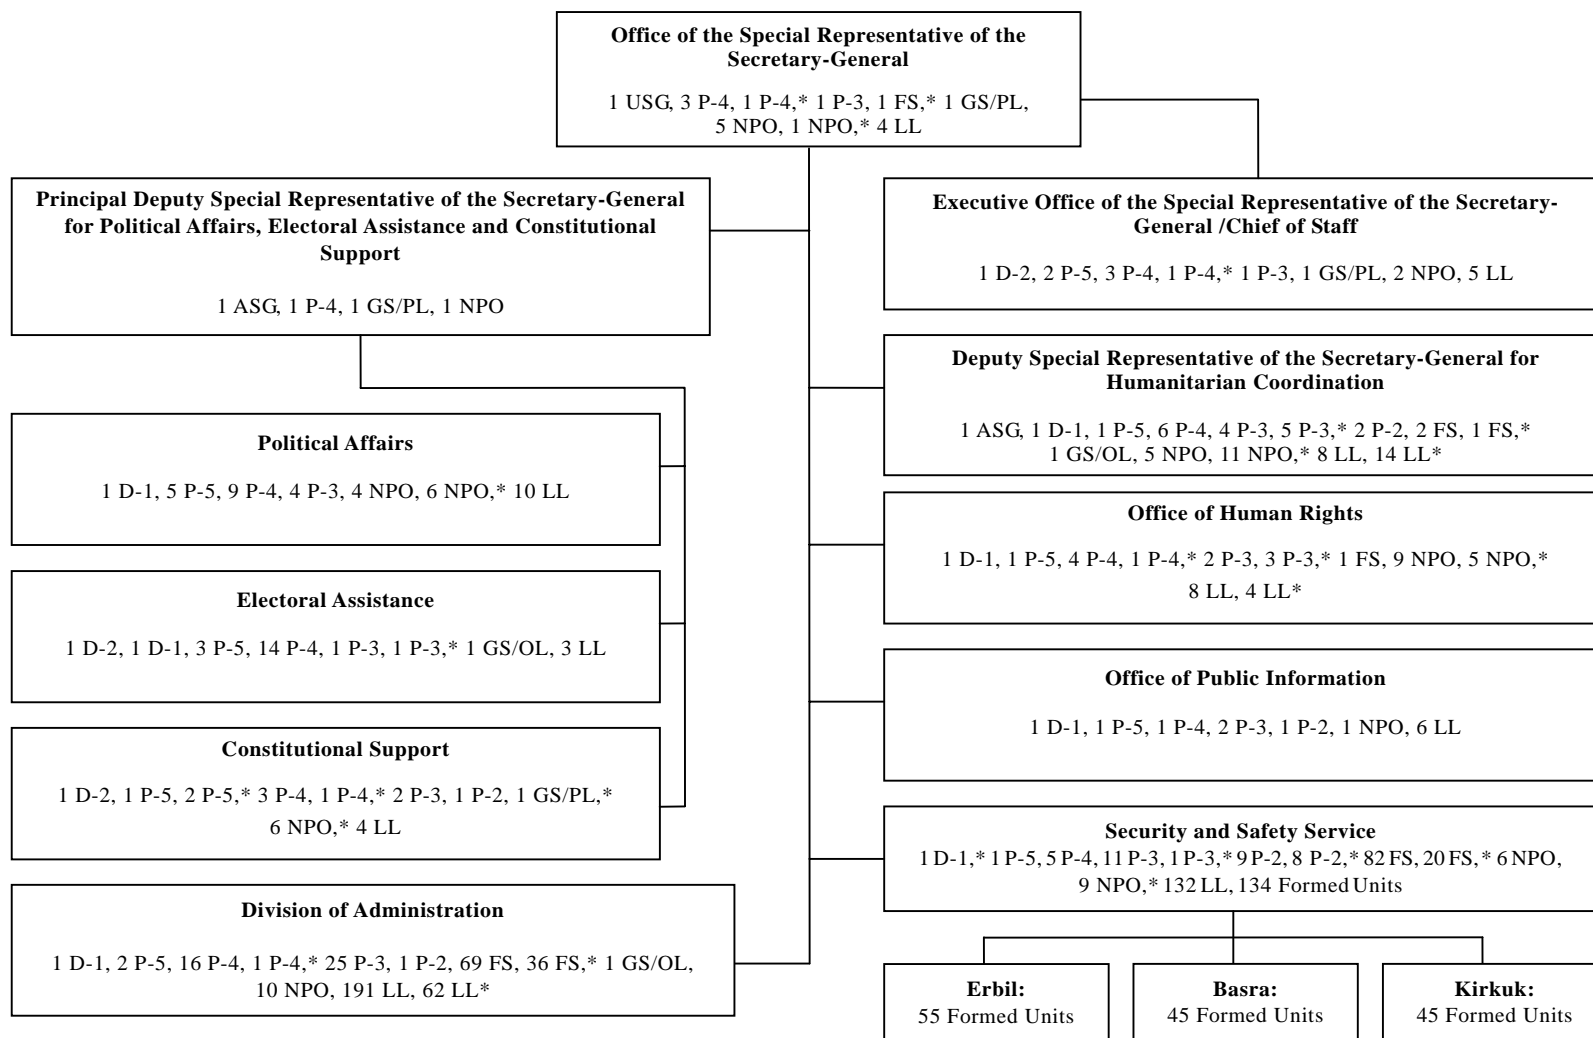 Office of the Special Representative of the
Secretary-General
1 USG, 3 P-4, 1 P-4,* 1 P-3, 1 FS,* 1 GS/PL,
5 NPO, 1 NPO,* 4 LL
Principal Deputy Special Representative of the Secretary-General
for Political Affairs, Electoral Assistance and Constitutional
Support
1 ASG, 1 P-4, 1 GS/PL, 1 NPO
Executive Office of the Special Representative of the Secretary-
General /Chief of Staff
1 D-2, 2 P-5, 3 P-4, 1 P-4,* 1 P-3, 1 GS/PL, 2 NPO, 5 LL
Deputy Special Representative of the Secretary-General for
Humanitarian Coordination
1 ASG, 1 D-1, 1 P-5, 6 P-4, 4 P-3, 5 P-3,* 2 P-2, 2 FS, 1 FS,*
1 GS/OL, 5 NPO, 11 NPO,* 8 LL, 14 LL*
Political Affairs
1 D-1, 5 P-5, 9 P-4, 4 P-3, 4 NPO, 6 NPO,* 10 LL
Office of Human Rights
1 D-1, 1 P-5, 4 P-4, 1 P-4,* 2 P-3, 3 P-3,* 1 FS, 9 NPO, 5 NPO,*
8 LL, 4 LL*
Electoral Assistance
1 D-2, 1 D-1, 3 P-5, 14 P-4, 1 P-3, 1 P-3,* 1 GS/OL, 3 LL
Office of Public Information
1 D-1, 1 P-5, 1 P-4, 2 P-3, 1 P-2, 1 NPO, 6 LL
Constitutional Support
1 D-2, 1 P-5, 2 P-5,* 3 P-4, 1 P-4,* 2 P-3, 1 P-2, 1 GS/PL,*
6 NPO,* 4 LL
Security and Safety Service
1 D-1,* 1 P-5, 5 P-4, 11 P-3, 1 P-3,* 9 P-2, 8 P-2,* 82 FS, 20 FS,* 6 NPO,
9 NPO,* 132 LL, 134 Formed Units
Division of Administration
1 D-1, 2 P-5, 16 P-4, 1 P-4,* 25 P-3, 1 P-2, 69 FS, 36 FS,* 1 GS/OL,
10 NPO, 191 LL, 62 LL*
Erbil:
55 Formed Units
Basra:
45 Formed Units
Kirkuk:
45 Formed Units